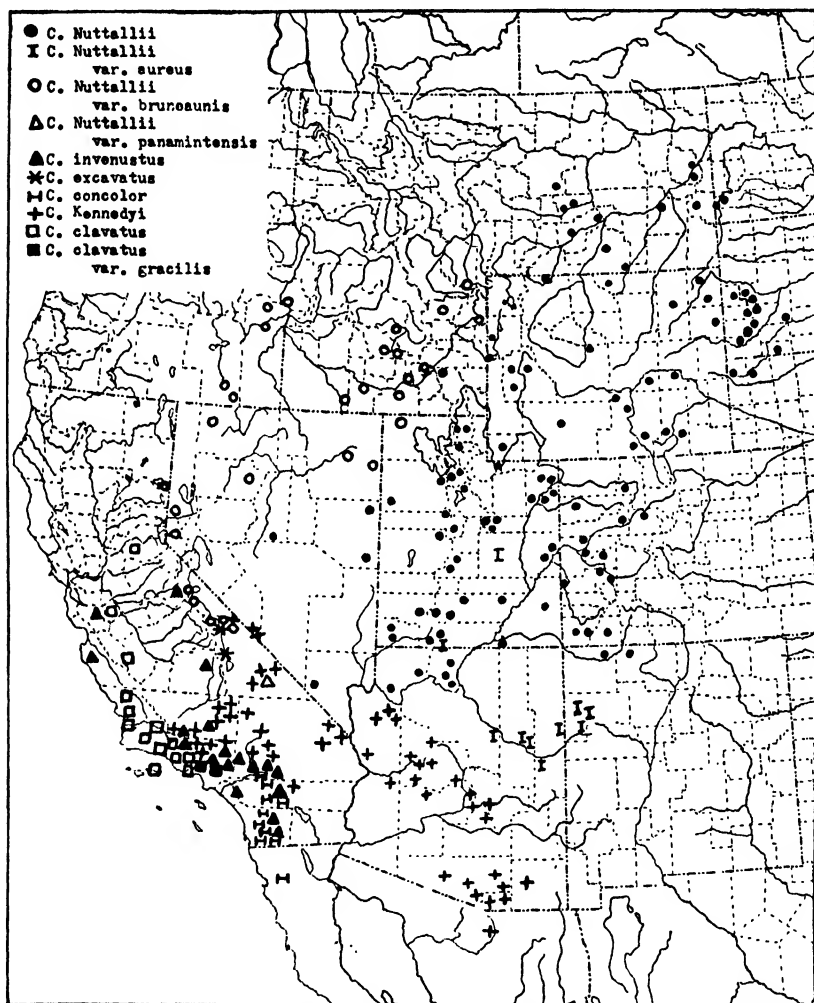 ● C. Nuttallii
I C. Nuttallii
var. aureus
○ C. Nuttallii
var. bruneaunis
△ C. Nuttallii
var. panamintensis
▲ C. invenustus
✳ C. excavatus
H C. concolor
+ C. Kennedyi
□ C. clavatus
■ C. clavatus
var. gracilis